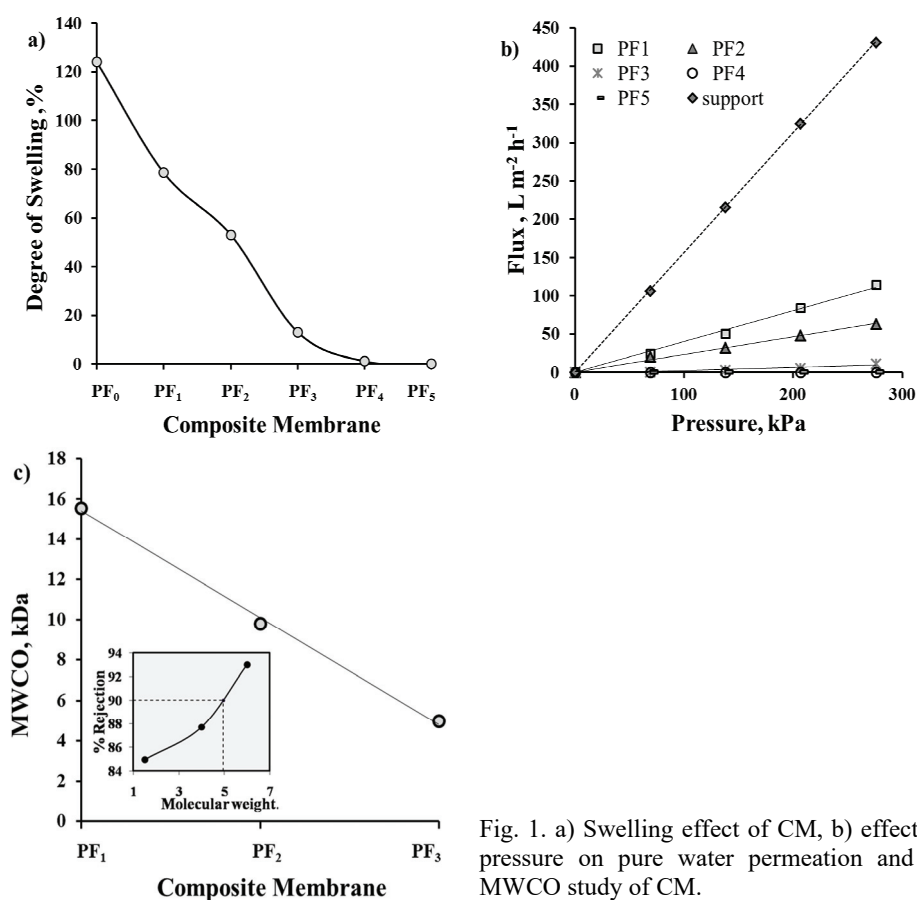 a)
140
120
100
80
60
40
20
0
Degree of Swelling ,%
PF₀ PF₁ PF₂ PF₃ PF₄ PF₅
Composite Membrane
b)
450
400
350
300
250
200
150
100
50
0
Flux , L m⁻² h⁻¹
PF1 PF2
PF3 PF4
PF5 support
0 100 200 300
Pressure, kPa
c)
18
16
14
12
10
8
6
4
2
0
MWCO, kDa
94
92
90
88
86
84
% Rejection
1 3 5 7
Molecular weight.
PF₁ PF₂ PF₃
Composite Membrane
Fig. 1. a) Swelling effect of CM, b) effect
pressure on pure water permeation and
MWCO study of CM.